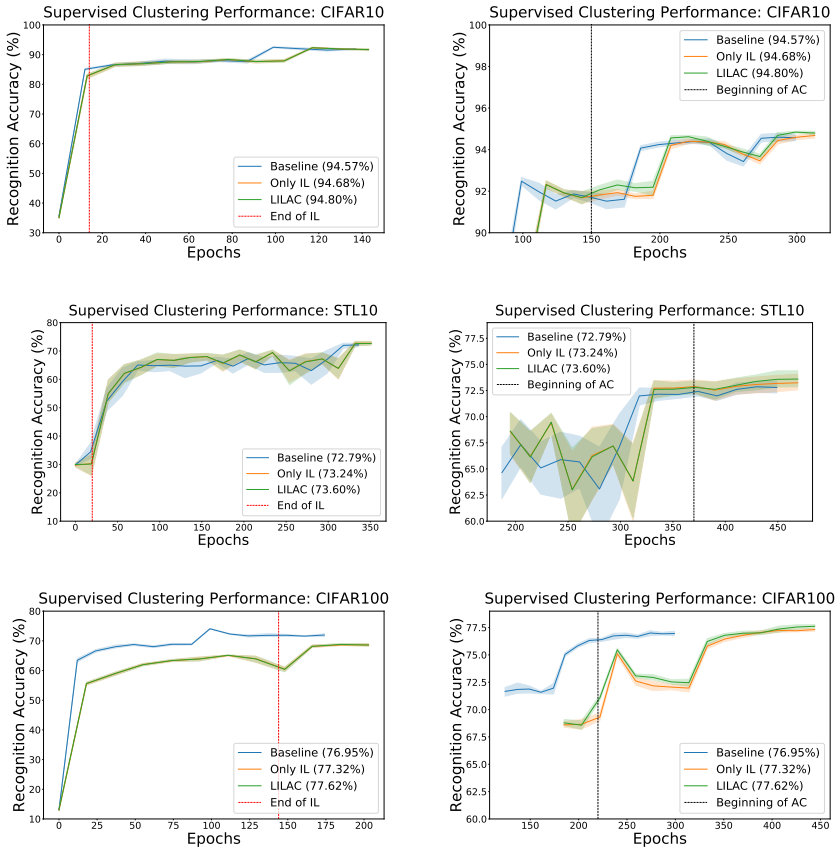 Supervised Clustering Performance: CIFAR10
Recognition Accuracy (%)
100
90
80
70
60
50
40
30
0
20
40
60
80
100
120
140
Epochs
Baseline (94.57%)
Only IL (94.68%)
LILAC (94.80%)
End of IL
Supervised Clustering Performance: CIFAR10
Recognition Accuracy (%)
100
98
96
94
92
90
100
150
200
250
300
Epochs
Baseline (94.57%)
Only IL (94.68%)
LILAC (94.80%)
Beginning of AC
Supervised Clustering Performance: STL10
Recognition Accuracy (%)
80
70
60
50
40
30
20
10
0
50
100
150
200
250
300
350
Epochs
Baseline (72.79%)
Only IL (73.24%)
LILAC (73.60%)
End of IL
Supervised Clustering Performance: STL10
Recognition Accuracy (%)
77.5
75.0
72.5
70.0
67.5
65.0
62.5
60.0
200
250
300
350
400
450
Epochs
Baseline (72.79%)
Only IL (73.24%)
LILAC (73.60%)
Beginning of AC
Supervised Clustering Performance: CIFAR100
Recognition Accuracy (%)
80
70
60
50
40
30
20
10
0
25
50
75
100
125
150
175
200
Epochs
Baseline (76.95%)
Only IL (77.32%)
LILAC (77.62%)
End of IL
Supervised Clustering Performance: CIFAR100
Recognition Accuracy (%)
77.5
75.0
72.5
70.0
67.5
65.0
62.5
60.0
150
200
250
300
350
400
450
Epochs
Baseline (76.95%)
Only IL (77.32%)
LILAC (77.62%)
Beginning of AC